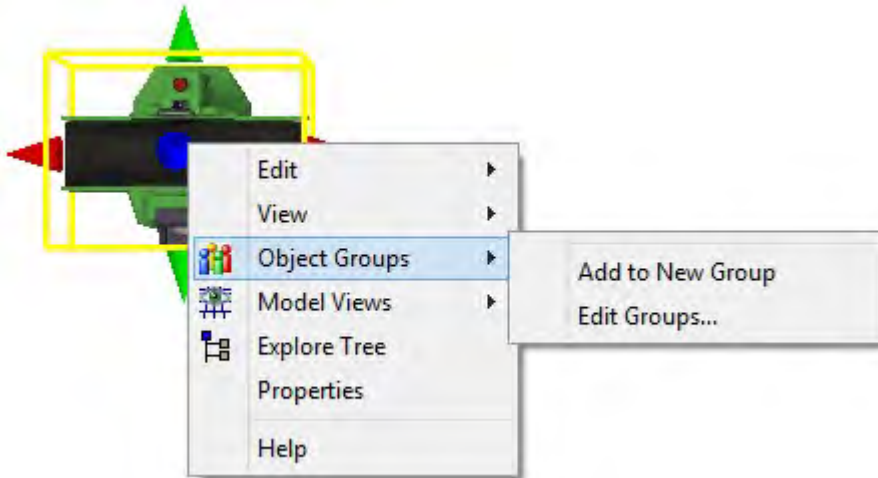 Edit
View
Object Groups
Model Views
Explore Tree
Properties
Help
Add to New Group
Edit Groups...